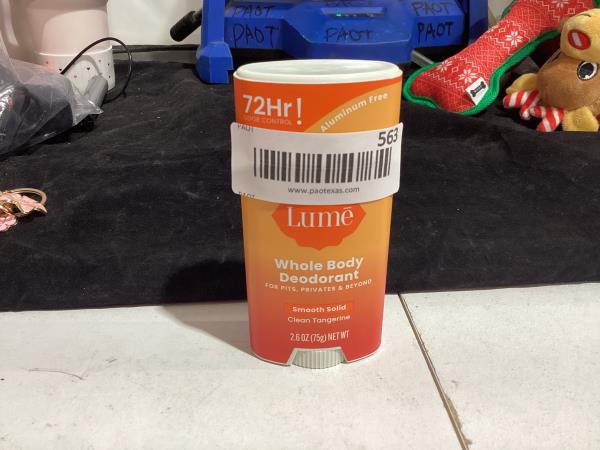 PAOT PAOT
PAOT PAOT PAOT
72Hr!
ODOR CONTROL
Aluminum Free
PAOT
563
www.paotexas.com
PAOT
Lumē
Whole Body
Deodorant
FOR PITS, PRIVATES & BEYOND
Smooth Solid
Clean Tangerine
2.6 OZ (75g) NET WT